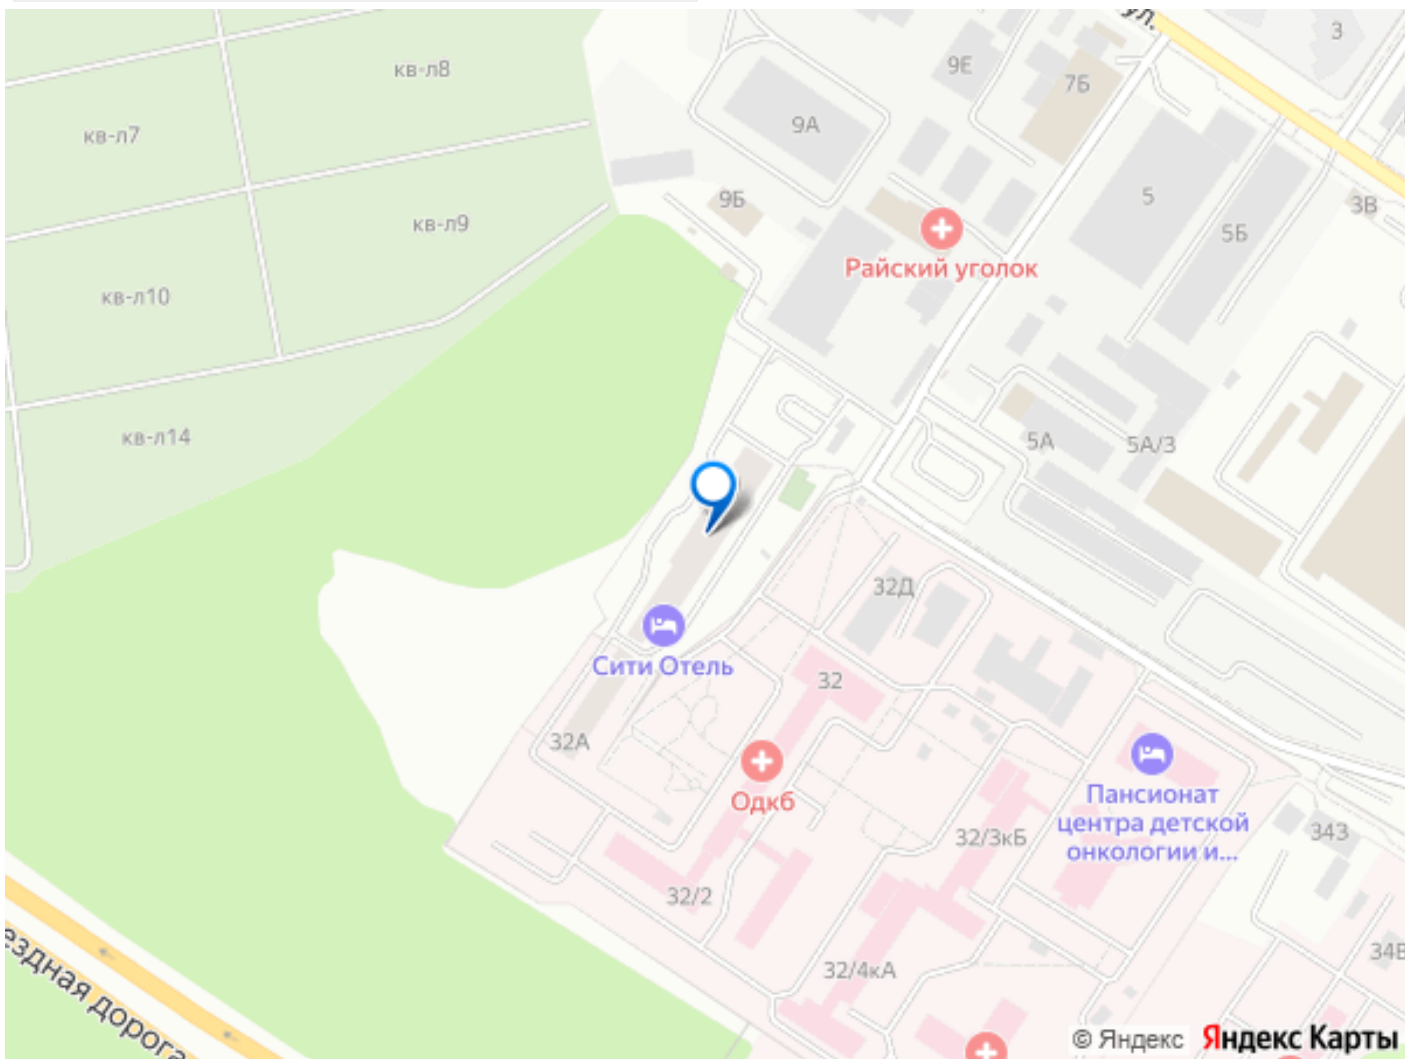 ул.
3
кв-л8
9Е
7Б
кв-л7
9А
9Б
5
3В
кв-л9
5Б
Райский уголок
кв-л10
кв-л14
5А
5А/3
32Д
Сити Отель
32
32А
Одкб
Пансионат
центра детской
онкологии и...
32/3кБ
343
32/2
34В
32/4кА
ездная дорога
© Яндекс Яндекс Карты